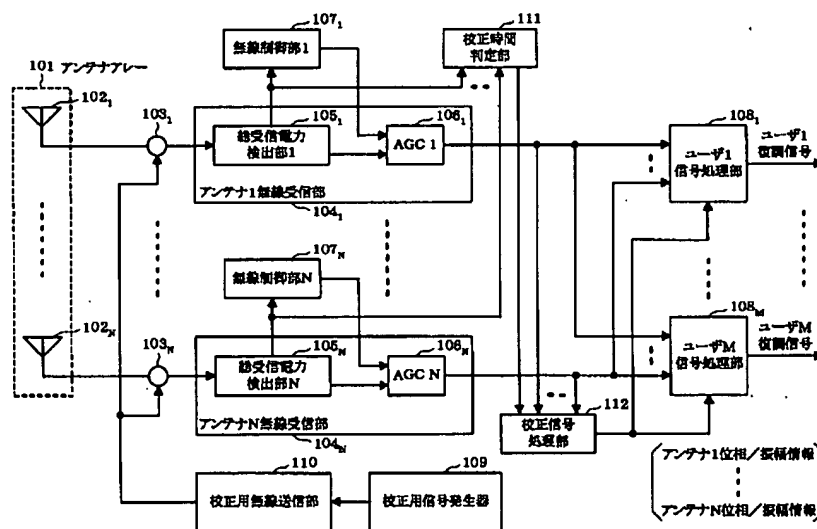 101 アンテナアレー
102₁
103₁
107₁
無線制御部1
111
校正時間
判定部
105₁
総受信電力
検出部1
106₁
AGC 1
アンテナ1無線受信部
104₁
108₁
ユーザ1
信号処理部
ユーザ1
復調信号
107N
無線制御部N
102N
103N
105N
総受信電力
検出部N
106N
AGC N
アンテナN無線受信部
104N
108M
ユーザM
信号処理部
ユーザM
復調信号
112
校正信号
処理部
110
校正用無線送信部
109
校正用信号発生器
アンテナ1位相/振幅情報
アンテナN位相/振幅情報